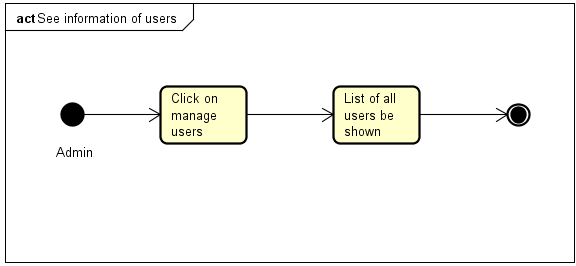 act See information of users
Click on
manage
users
List of all
users be
shown
Admin